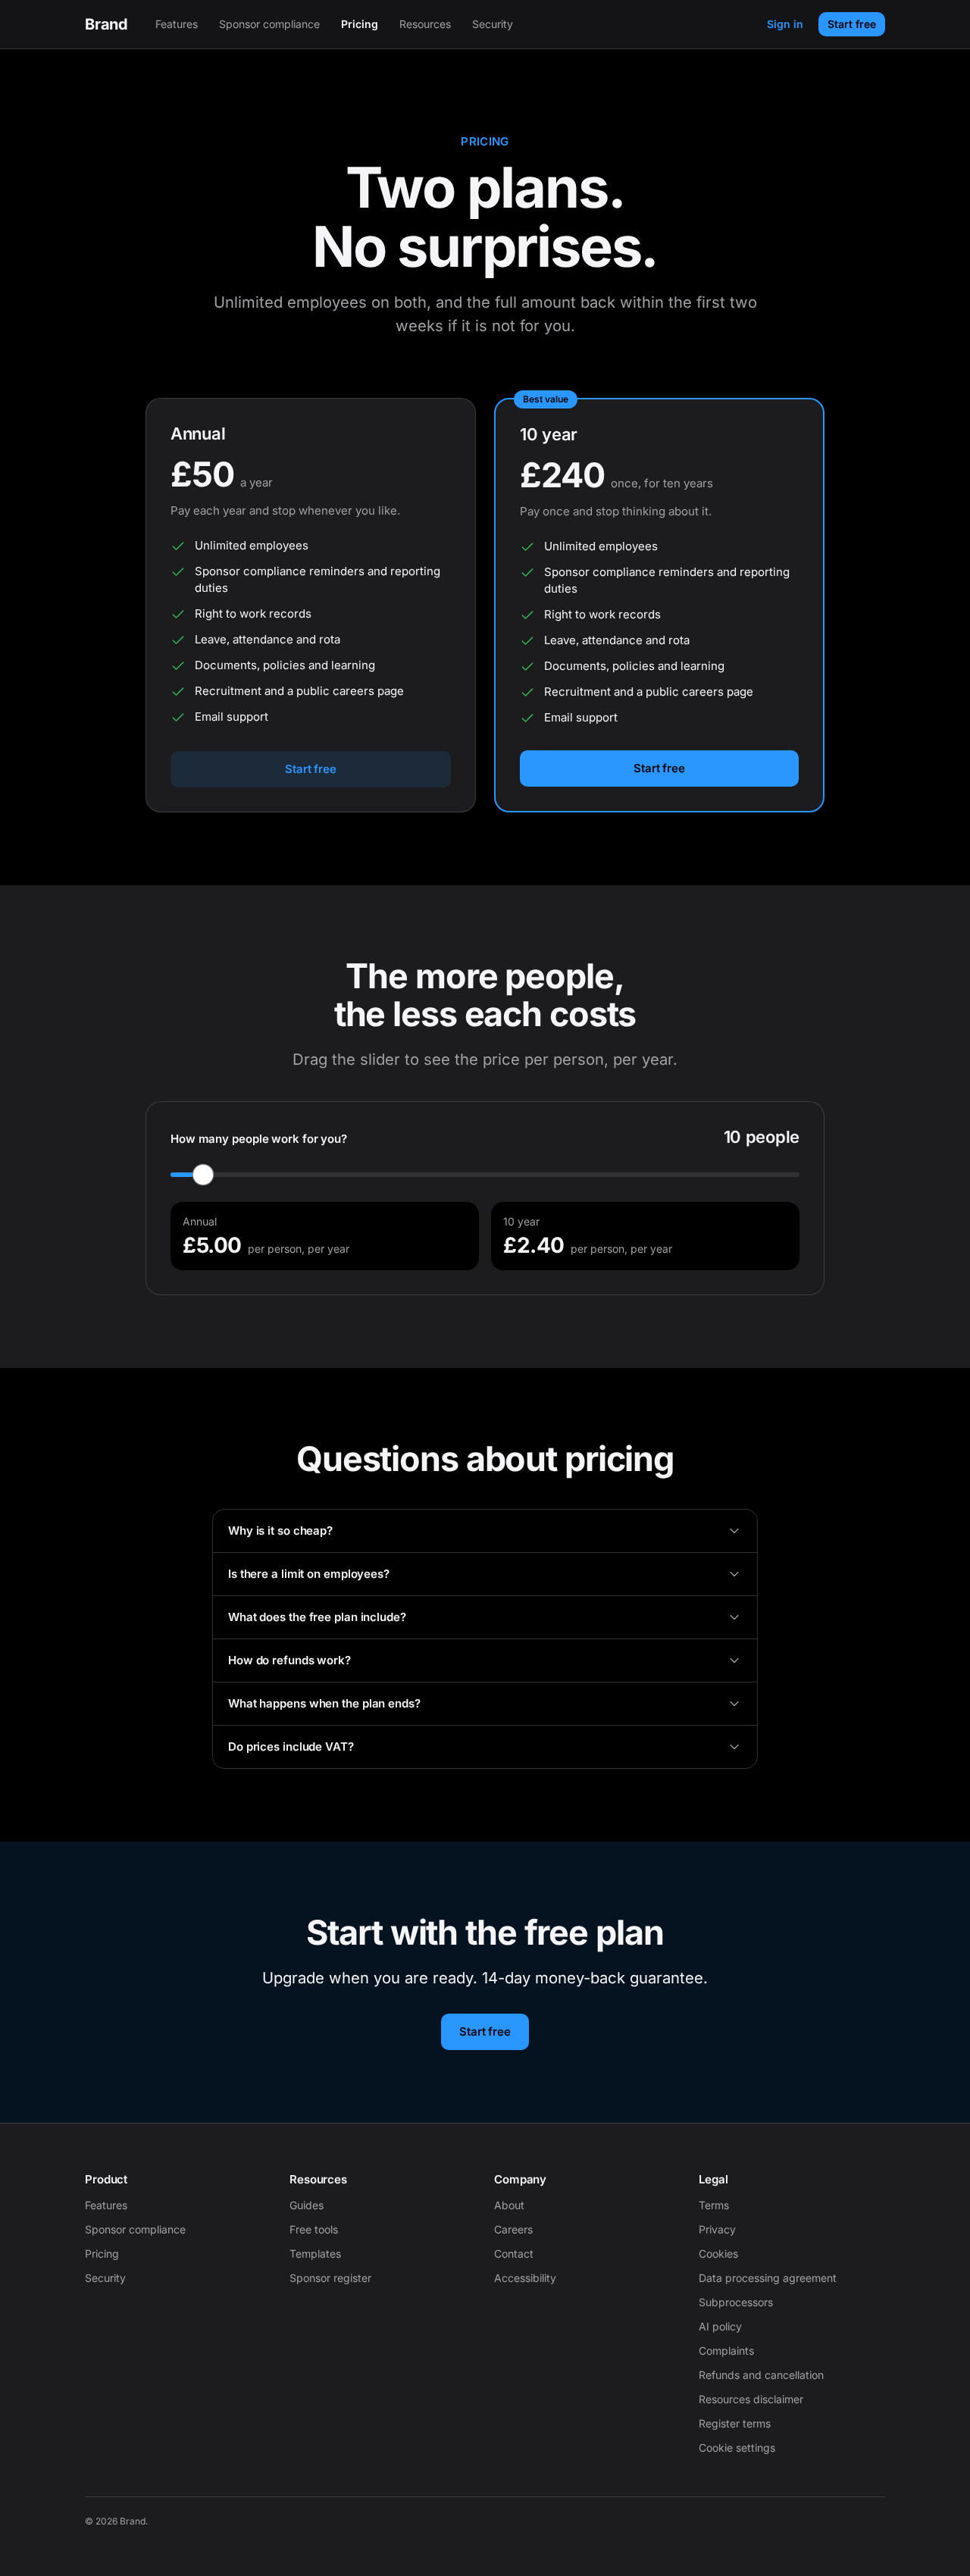 Brand
Features
Sponsor compliance
Pricing
Resources
Security
Sign in
Start free
PRICING
Two plans.
No surprises.
Unlimited employees on both, and the full amount back within the first two
weeks if it is not for you.
Annual
£50 a year
Pay each year and stop whenever you like.
Unlimited employees
Sponsor compliance reminders and reporting
duties
Right to work records
Leave, attendance and rota
Documents, policies and learning
Recruitment and a public careers page
Email support
Start free
Best value
10 year
£240 once, for ten years
Pay once and stop thinking about it.
Unlimited employees
Sponsor compliance reminders and reporting
duties
Right to work records
Leave, attendance and rota
Documents, policies and learning
Recruitment and a public careers page
Email support
Start free
The more people,
the less each costs
Drag the slider to see the price per person, per year.
How many people work for you?
10 people
Annual
£5.00 per person, per year
10 year
£2.40 per person, per year
Questions about pricing
Why is it so cheap?
Is there a limit on employees?
What does the free plan include?
How do refunds work?
What happens when the plan ends?
Do prices include VAT?
Start with the free plan
Upgrade when you are ready. 14-day money-back guarantee.
Start free
Product
Features
Sponsor compliance
Pricing
Security
Resources
Guides
Free tools
Templates
Sponsor register
Company
About
Careers
Contact
Accessibility
Legal
Terms
Privacy
Cookies
Data processing agreement
Subprocessors
AI policy
Complaints
Refunds and cancellation
Resources disclaimer
Register terms
Cookie settings
© 2026 Brand.